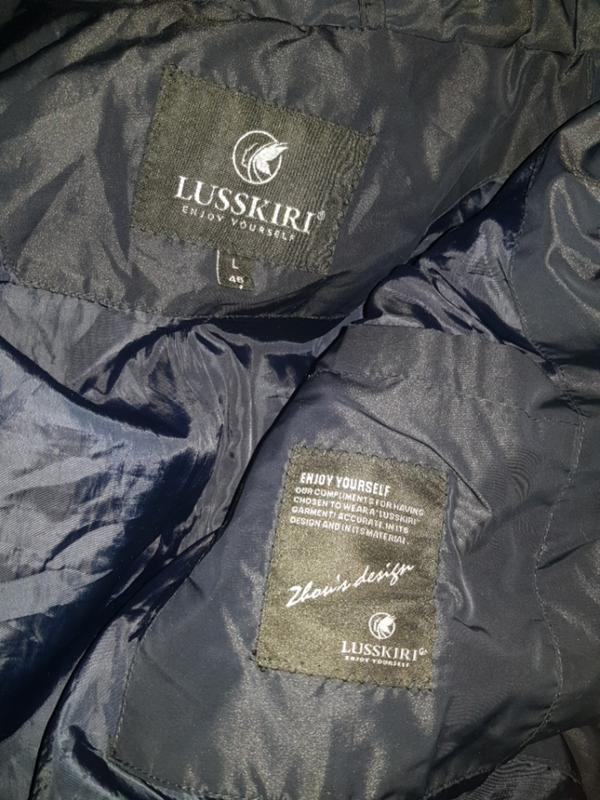 LUSSKIRI®
ENJOY YOURSELF
L
46
ENJOY YOURSELF
OUR COMPLIMENTS FOR HAVING
CHOSEN TO WEAR A"LUSSKIRI"
GARMENT! ACCURATE IN ITS
DESIGN AND IN ITS MATERIAL
Zhou's design
LUSSKIRI®
ENJOY YOURSELF